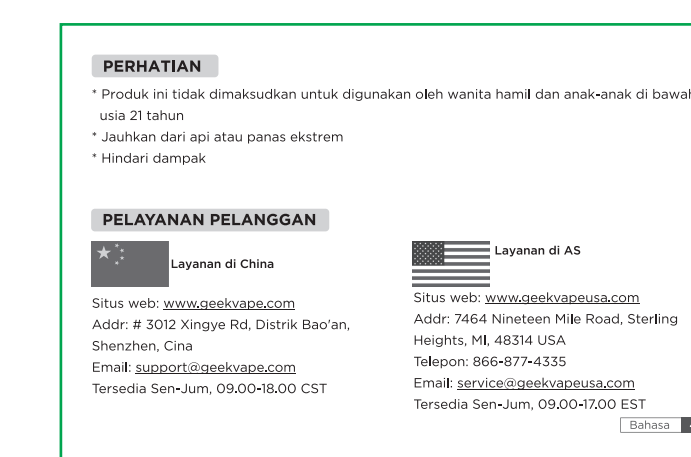 PERHATIAN
* Produk ini tidak dimaksudkan untuk digunakan oleh wanita hamil dan anak-anak di bawah
usia 21 tahun
* Jauhkan dari api atau panas ekstrem
* Hindari dampak
PELAYANAN PELANGGAN
Layanan di China
Situs web: www.geekvape.com
Addr: # 3012 Xingye Rd, Distrik Bao'an,
Shenzhen, Cina
Email: support@geekvape.com
Tersedia Sen-Jum, 09.00-18.00 CST
Layanan di AS
Situs web: www.geekvapeusa.com
Addr: 7464 Nineteen Mile Road, Sterling
Heights, MI, 48314 USA
Telepon: 866-877-4335
Email: service@geekvapeusa.com
Tersedia Sen-Jum, 09.00-17.00 EST
Bahasa